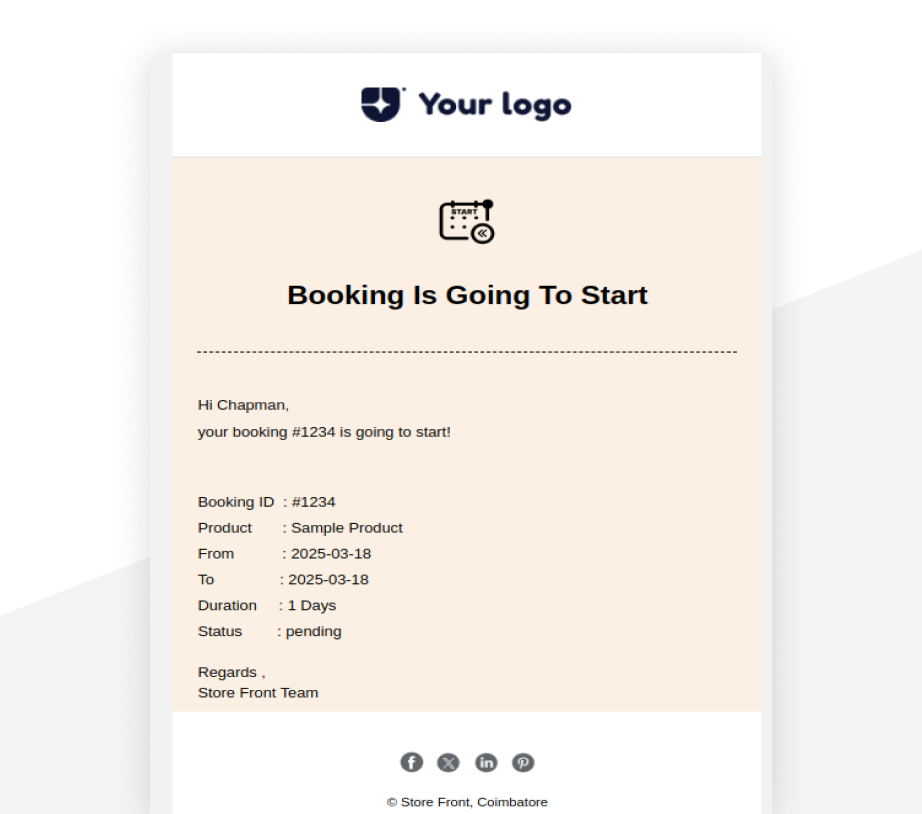 Your logo
START
Booking Is Going To Start
Hi Chapman,
your booking #1234 is going to start!
Booking ID : #1234
Product : Sample Product
From : 2025-03-18
To : 2025-03-18
Duration : 1 Days
Status : pending
Regards ,
Store Front Team
© Store Front, Coimbatore